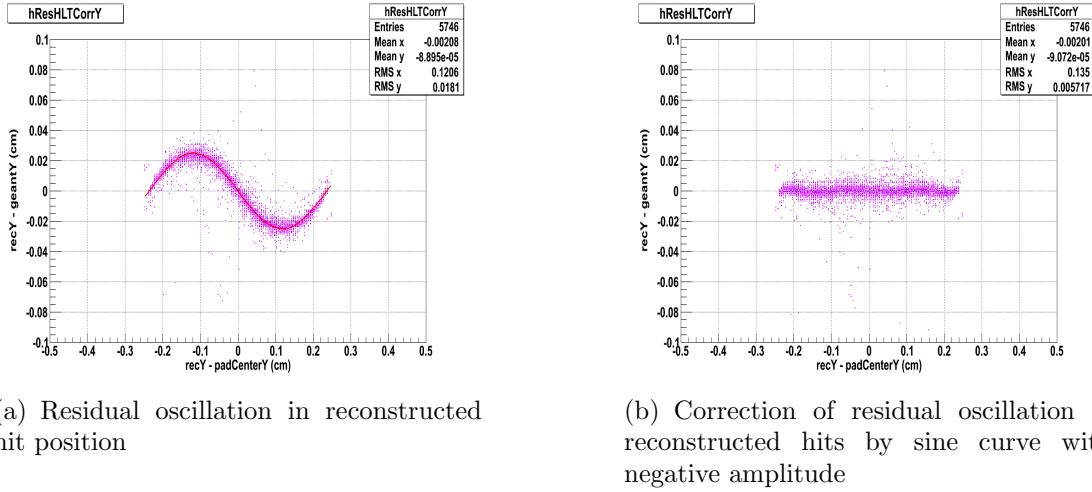 hResHLTCorrY
hResHLTCorrY
Entries 5746
Mean x -0.00208
Mean y -8.895e-05
RMS x 0.1206
RMS y 0.0181
recY - geantY (cm)
0.1
0.08
0.06
0.04
0.02
0
-0.02
-0.04
-0.06
-0.08
-0.1
-0.5 -0.4 -0.3 -0.2 -0.1 0 0.1 0.2 0.3 0.4 0.5
recY - padCenterY (cm)
(a) Residual oscillation in reconstructed
hit position
hResHLTCorrY
hResHLTCorrY
Entries 5746
Mean x -0.00201
Mean y -9.072e-05
RMS x 0.135
RMS y 0.005717
recY - geantY (cm)
0.1
0.08
0.06
0.04
0.02
0
-0.02
-0.04
-0.06
-0.08
-0.1
-0.5 -0.4 -0.3 -0.2 -0.1 0 0.1 0.2 0.3 0.4 0.5
recY - padCenterY (cm)
(b) Correction of residual oscillation
reconstructed hits by sine curve wit
negative amplitude